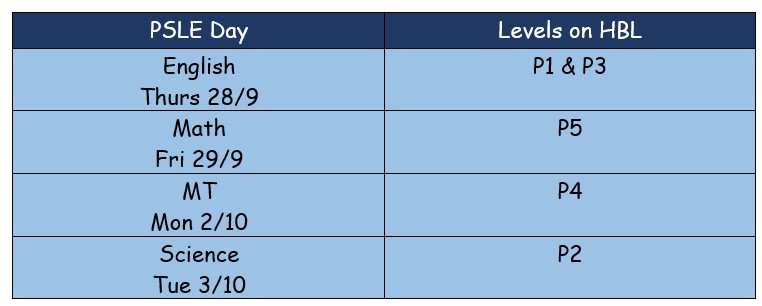 PSLE Day Levels on HBL
English P1 & P3
Thurs 28/9
Math P5
Fri 29/9
MT P4
Mon 2/10
Science P2
Tue 3/10